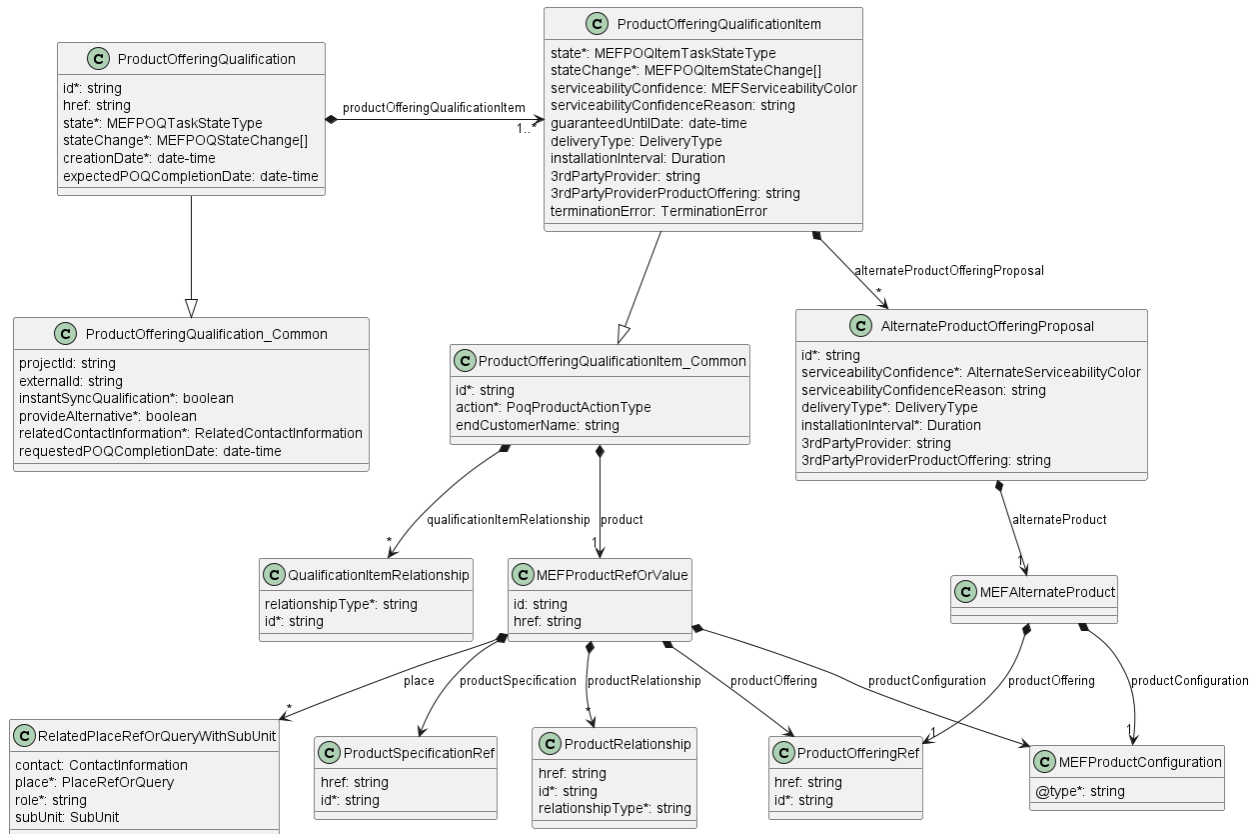 C ProductOfferingQualification
id*: string
href: string
state*: MEFPOQTaskStateType
stateChange*: MEFPOQStateChange[]
creationDate*: date-time
expectedPOQCompletionDate: date-time
productOfferingQualificationItem
1..*
C ProductOfferingQualificationItem
state*: MEFPOQItemTaskStateType
stateChange*: MEFPOQItemStateChange[]
serviceabilityConfidence: MEFServiceabilityColor
serviceabilityConfidenceReason: string
guaranteedUntilDate: date-time
deliveryType: DeliveryType
installationInterval: Duration
3rdPartyProvider: string
3rdPartyProviderProductOffering: string
terminationError: TerminationError
alternateProductOfferingProposal
*
C ProductOfferingQualification_Common
projectId: string
externalId: string
instantSyncQualification*: boolean
provideAlternative*: boolean
relatedContactInformation*: RelatedContactInformation
requestedPOQCompletionDate: date-time
C ProductOfferingQualificationItem_Common
id*: string
action*: PoqProductActionType
endCustomerName: string
C AlternateProductOfferingProposal
id*: string
serviceabilityConfidence*: AlternateServiceabilityColor
serviceabilityConfidenceReason: string
deliveryType*: DeliveryType
installationInterval*: Duration
3rdPartyProvider: string
3rdPartyProviderProductOffering: string
qualificationItemRelationship
*
product
1
alternateProduct
1
C QualificationItemRelationship
relationshipType*: string
id*: string
C MEFProductRefOrValue
id: string
href: string
C MEFAlternateProduct
place
*
productSpecification
productRelationship
*
productOffering
productConfiguration
productOffering
1
productConfiguration
1
C RelatedPlaceRefOrQueryWithSubUnit
contact: ContactInformation
place*: PlaceRefOrQuery
role*: string
subUnit: SubUnit
C ProductSpecificationRef
href: string
id*: string
C ProductRelationship
href: string
id*: string
relationshipType*: string
C ProductOfferingRef
href: string
id*: string
C MEFProductConfiguration
@type*: string